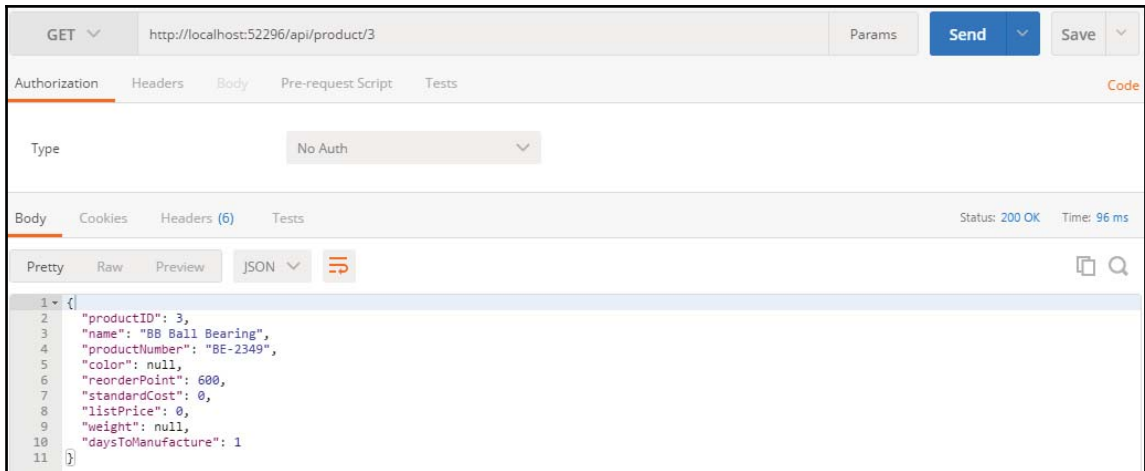 GET http://localhost:52296/api/product/3 Params Send Save
Authorization Headers Body Pre-request Script Tests Code
Type No Auth
Body Cookies Headers (6) Tests Status: 200 OK Time: 96 ms
Pretty Raw Preview JSON
1 {
2 "productID": 3,
3 "name": "BB Ball Bearing",
4 "productNumber": "BE-2349",
5 "color": null,
6 "reorderPoint": 600,
7 "standardCost": 0,
8 "listPrice": 0,
9 "weight": null,
10 "daysToManufacture": 1
11 }